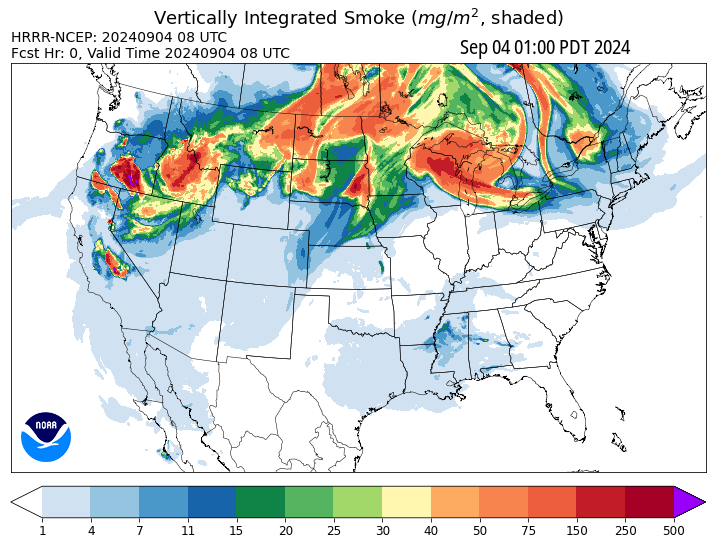 Vertically Integrated Smoke (mg/m², shaded)
HRRR-NCEP: 20240904 08 UTC
Fcst Hr: 0, Valid Time 20240904 08 UTC
Sep 04 01:00 PDT 2024
NOAA
1 4 7 11 15 20 25 30 40 50 75 150 250 500